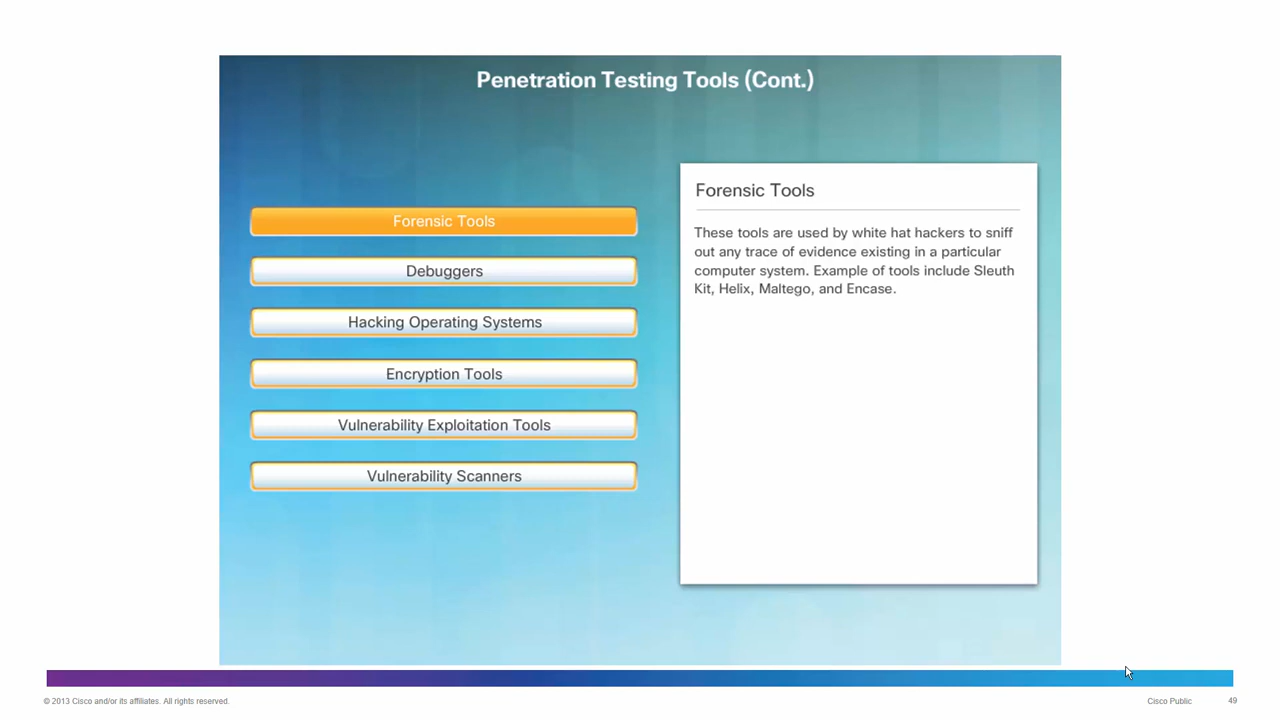 Penetration Testing Tools (Cont.)
Forensic Tools
Debuggers
Hacking Operating Systems
Encryption Tools
Vulnerability Exploitation Tools
Vulnerability Scanners
Forensic Tools
These tools are used by white hat hackers to sniff
out any trace of evidence existing in a particular
computer system. Example of tools include Sleuth
Kit, Helix, Maltego, and Encase.
© 2013 Cisco and/or its affiliates. All rights reserved.
Cisco Public
49